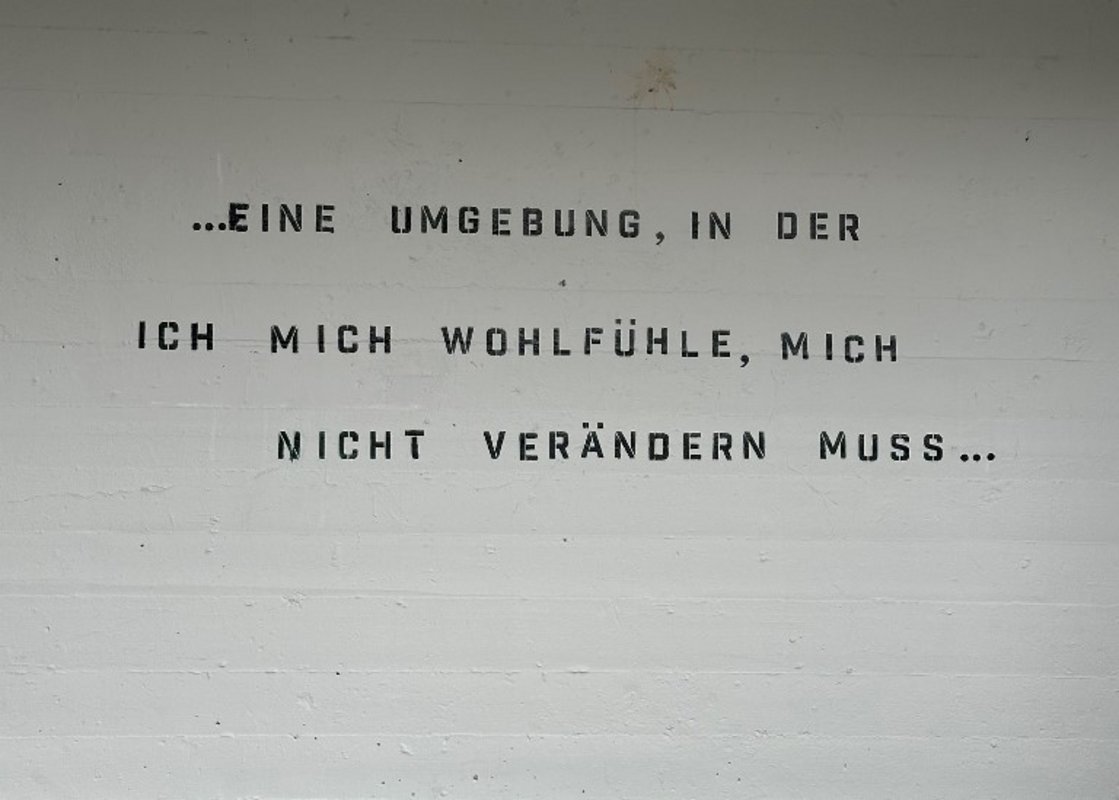 ...EINE UMGEBUNG, IN DER
ICH MICH WOHLFÜHLE, MICH
NICHT VERÄNDERN MUSS...